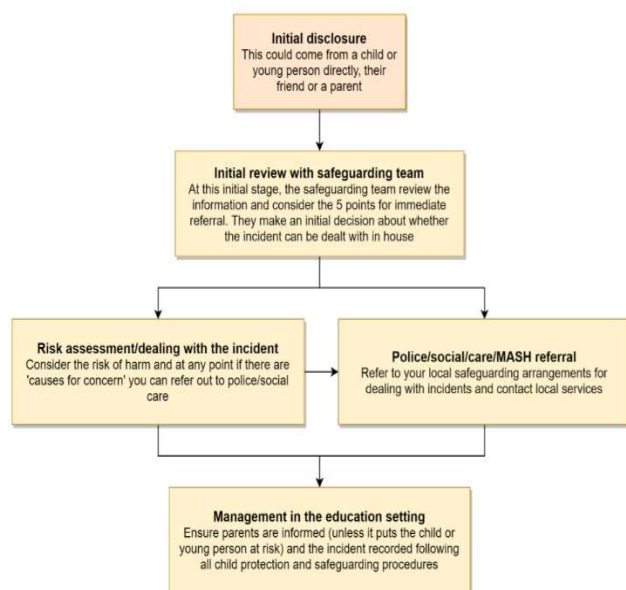 Initial disclosure
This could come from a child or
young person directly, their
friend or a parent
Initial review with safeguarding team
At this initial stage, the safeguarding team review the
information and consider the 5 points for immediate
referral. They make an initial decision about whether
the incident can be dealt with in house
Risk assessment/dealing with the incident
Consider the risk of harm and at any point if there are
'causes for concern' you can refer out to police/social
care
Police/social/care/MASH referral
Refer to your local safeguarding arrangements for
dealing with incidents and contact local services
Management in the education setting
Ensure parents are informed (unless it puts the child or
young person at risk) and the incident recorded following
all child protection and safeguarding procedures